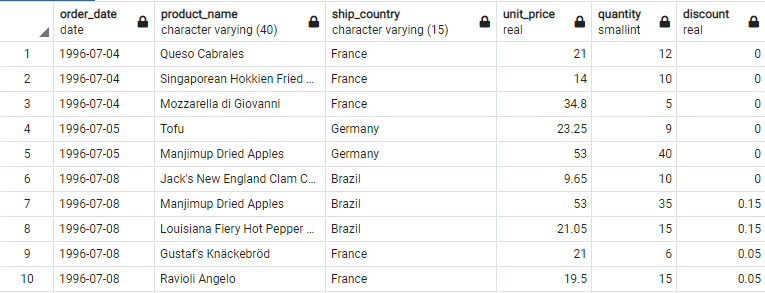 order_date product_name ship_country unit_price quantity discount
date character varying (40) character varying (15) real smallint real
1 1996-07-04 Queso Cabrales France 21 12 0
2 1996-07-04 Singaporean Hokkien Fried ... France 14 10 0
3 1996-07-04 Mozzarella di Giovanni France 34.8 5 0
4 1996-07-05 Tofu Germany 23.25 9 0
5 1996-07-05 Manjimup Dried Apples Germany 53 40 0
6 1996-07-08 Jack's New England Clam C... Brazil 9.65 10 0
7 1996-07-08 Manjimup Dried Apples Brazil 53 35 0.15
8 1996-07-08 Louisiana Fiery Hot Pepper ... Brazil 21.05 15 0.15
9 1996-07-08 Gustaf's Knäckebröd France 21 6 0.05
10 1996-07-08 Ravioli Angelo France 19.5 15 0.05